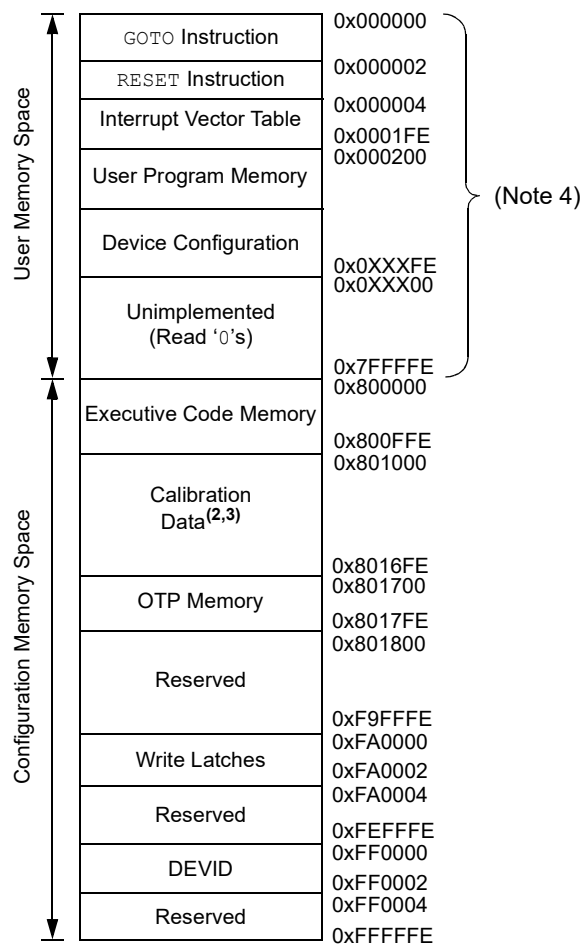 0x000000
GOTO Instruction
0x000002
RESET Instruction
0x000004
Interrupt Vector Table
0x0001FE
0x000200
User Program Memory
(Note 4)
User Memory Space
Device Configuration
0x0XXXFE
0x0XXX00
Unimplemented
(Read ‘0’s)
0x7FFFFE
0x800000
Executive Code Memory
0x800FFE
0x801000
Calibration
Data(2,3)
0x8016FE
0x801700
OTP Memory
0x8017FE
0x801800
Configuration Memory Space
Reserved
0xF9FFFE
0xFA0000
Write Latches
0xFA0002
0xFA0004
Reserved
0xFEFFFE
0xFF0000
DEVID
0xFF0002
0xFF0004
Reserved
0xFFFFFE